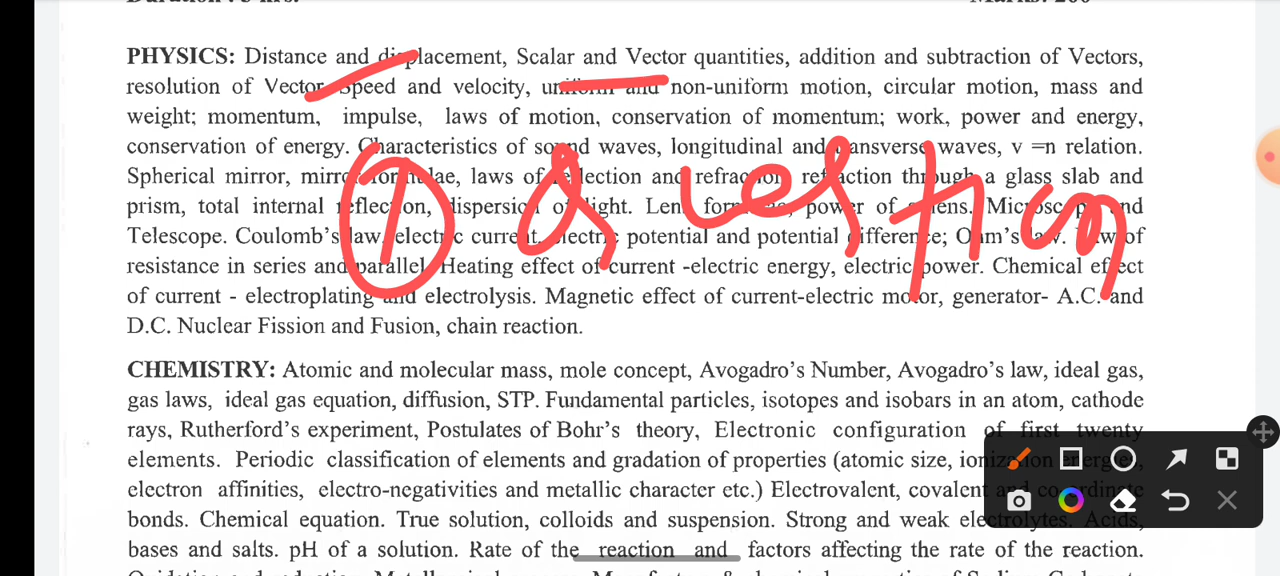 PHYSICS: Distance and displacement, Scalar and Vector quantities, addition and subtraction of Vectors,
resolution of Vector Speed and velocity, uniform and non-uniform motion, circular motion, mass and
weight; momentum, impulse, laws of motion, conservation of momentum; work, power and energy,
conservation of energy. Characteristics of sound waves, longitudinal and transverse waves, v =n relation.
Spherical mirror, mirror formulae, laws of reflection and refraction, refraction through a glass slab and
prism, total internal reflection, dispersion of light. Lens formulae, power of a lens. Microscope and
Telescope. Coulomb's law, electric current, electric potential and potential difference; Ohm's law. Law of
resistance in series and parallel. Heating effect of current -electric energy, electric power. Chemical effect
of current - electroplating and electrolysis. Magnetic effect of current-electric motor, generator- A.C. and
D.C. Nuclear Fission and Fusion, chain reaction.
① Question
CHEMISTRY: Atomic and molecular mass, mole concept, Avogadro's Number, Avogadro's law, ideal gas,
gas laws, ideal gas equation, diffusion, STP. Fundamental particles, isotopes and isobars in an atom, cathode
rays, Rutherford's experiment, Postulates of Bohr's theory, Electronic configuration of first twenty
elements. Periodic classification of elements and gradation of properties (atomic size, ionization energies,
electron affinities, electro-negativities and metallic character etc.) Electrovalent, covalent and co-ordinate
bonds. Chemical equation. True solution, colloids and suspension. Strong and weak electrolytes. Acids,
bases and salts. pH of a solution. Rate of the reaction and factors affecting the rate of the reaction.